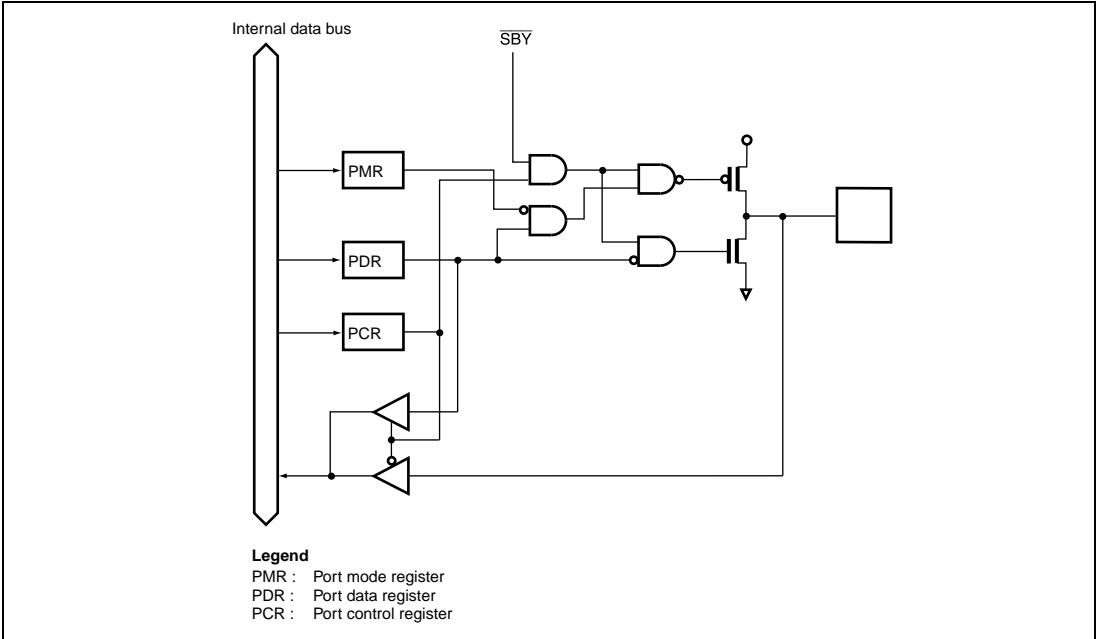 Internal data bus
SBY
PMR
PDR
PCR
Legend
PMR : Port mode register
PDR : Port data register
PCR : Port control register